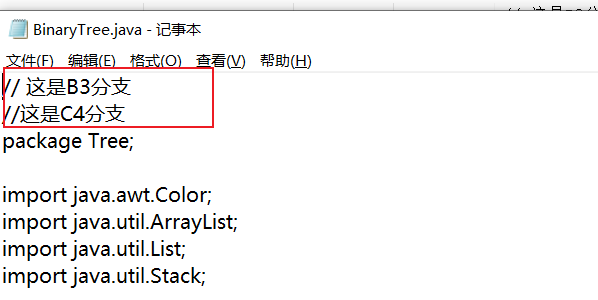 BinaryTree.java - 记事本
文件(F) 编辑(E) 格式(O) 查看(V) 帮助(H)
// 这是B3分支
//这是C4分支
package Tree;
import java.awt.Color;
import java.util.ArrayList;
import java.util.List;
import java.util.Stack;